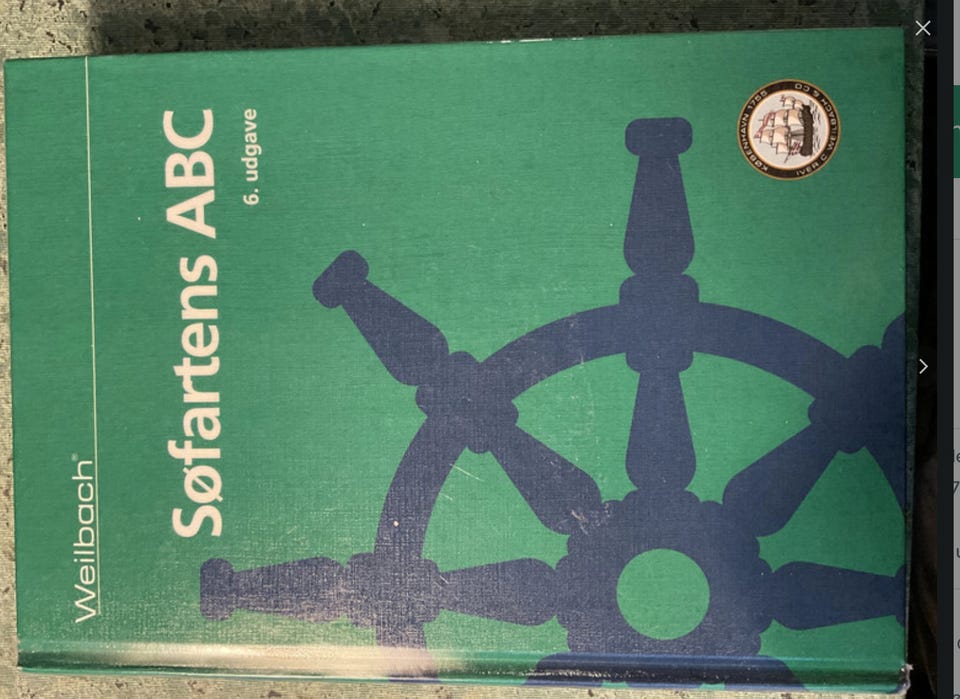 Weilbach®
Søfartens ABC
6. udgave
KØBENHAVN 1755
IVER C WEILBACH & CO